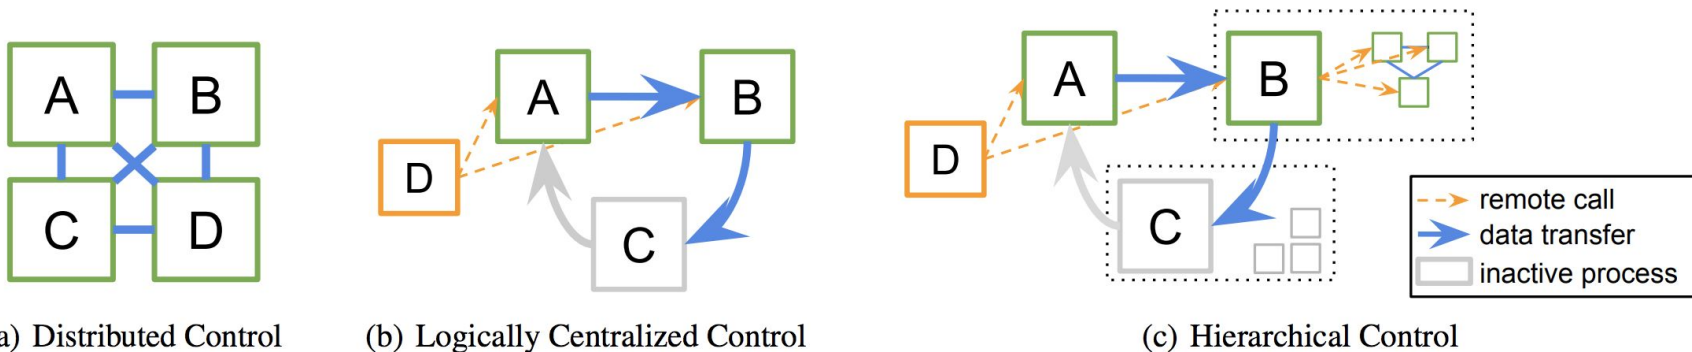 A B
C D
A B
D
C
A B
D
C
remote call
data transfer
inactive process
a) Distributed Control
(b) Logically Centralized Control
(c) Hierarchical Control